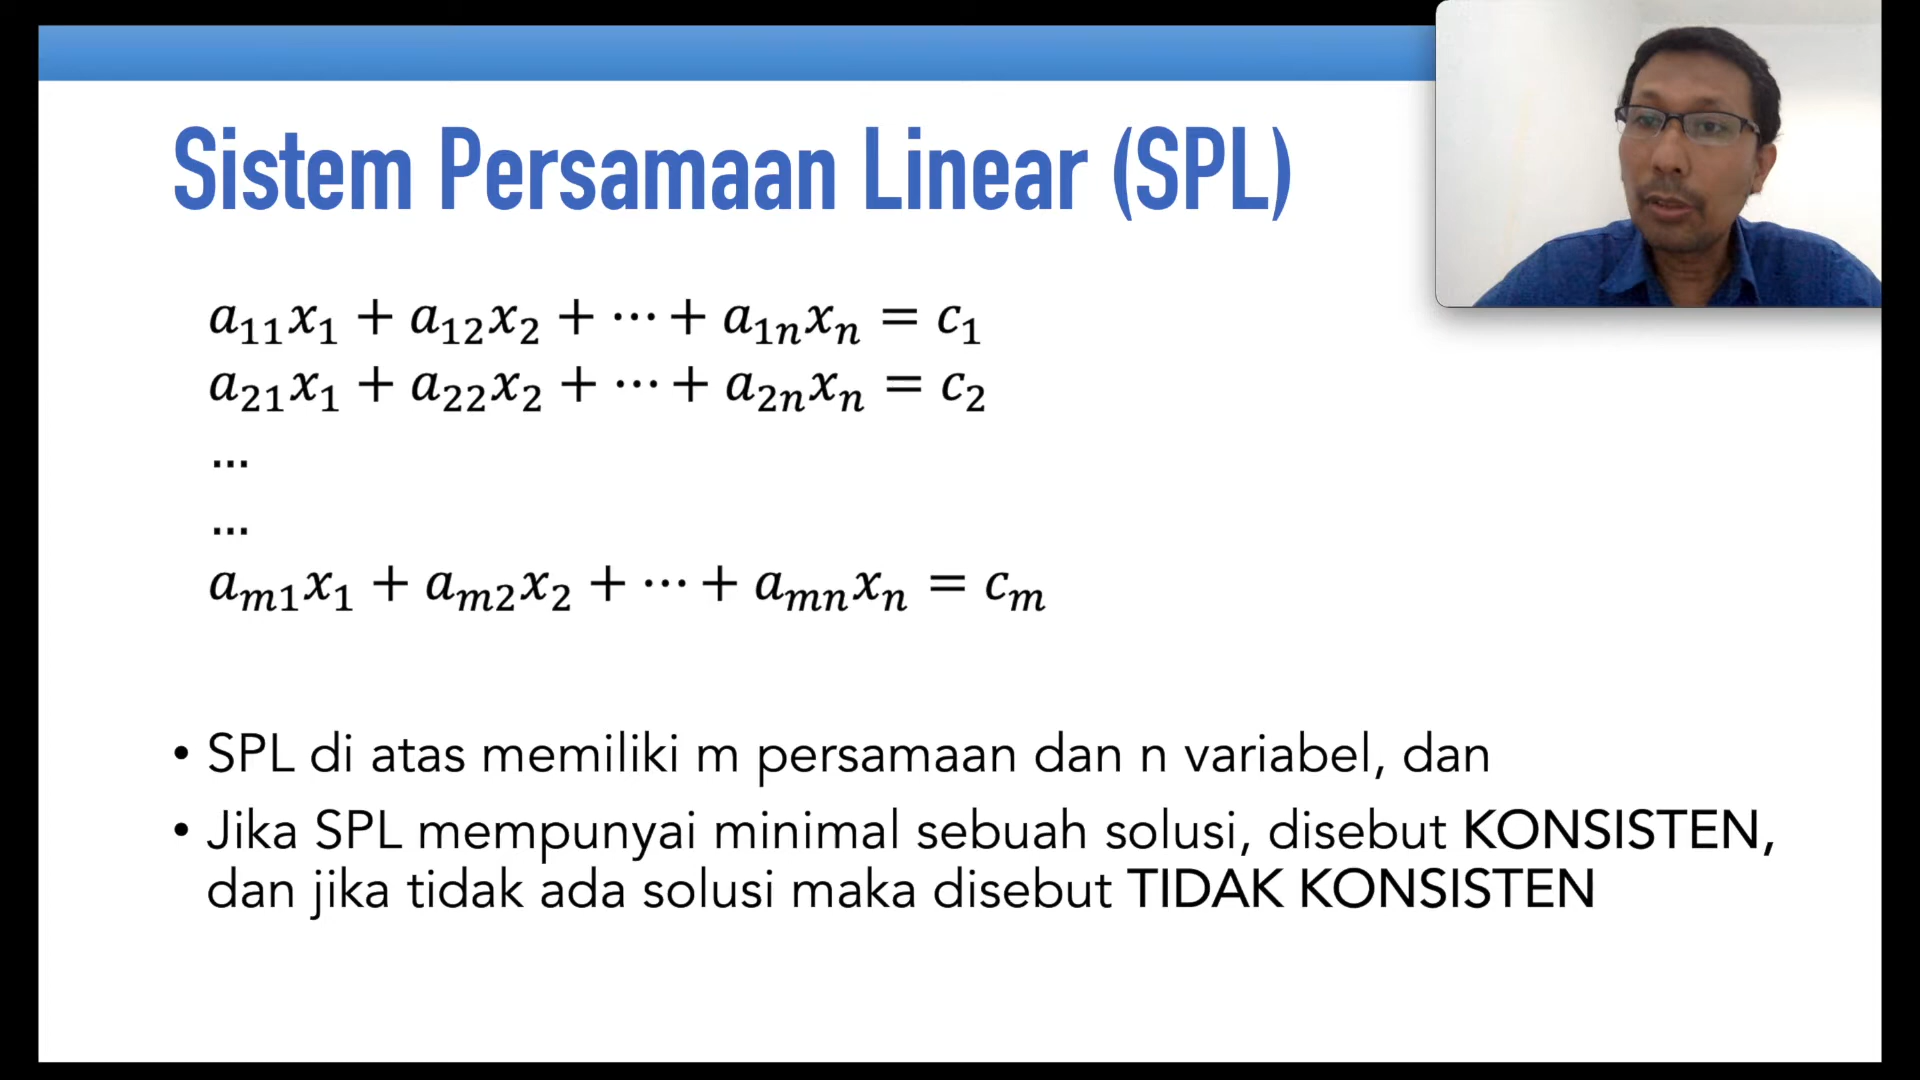 Sistem Persamaan Linear (SPL)
a₁₁x₁ + a₁₂x₂ + ⋯ + a₁ₙxₙ = c₁
a₂₁x₁ + a₂₂x₂ + ⋯ + a₂ₙxₙ = c₂
...
...
aₘ₁x₁ + aₘ₂x₂ + ⋯ + aₘₙxₙ = cₘ
• SPL di atas memiliki m persamaan dan n variabel, dan
• Jika SPL mempunyai minimal sebuah solusi, disebut KONSISTEN,
dan jika tidak ada solusi maka disebut TIDAK KONSISTEN